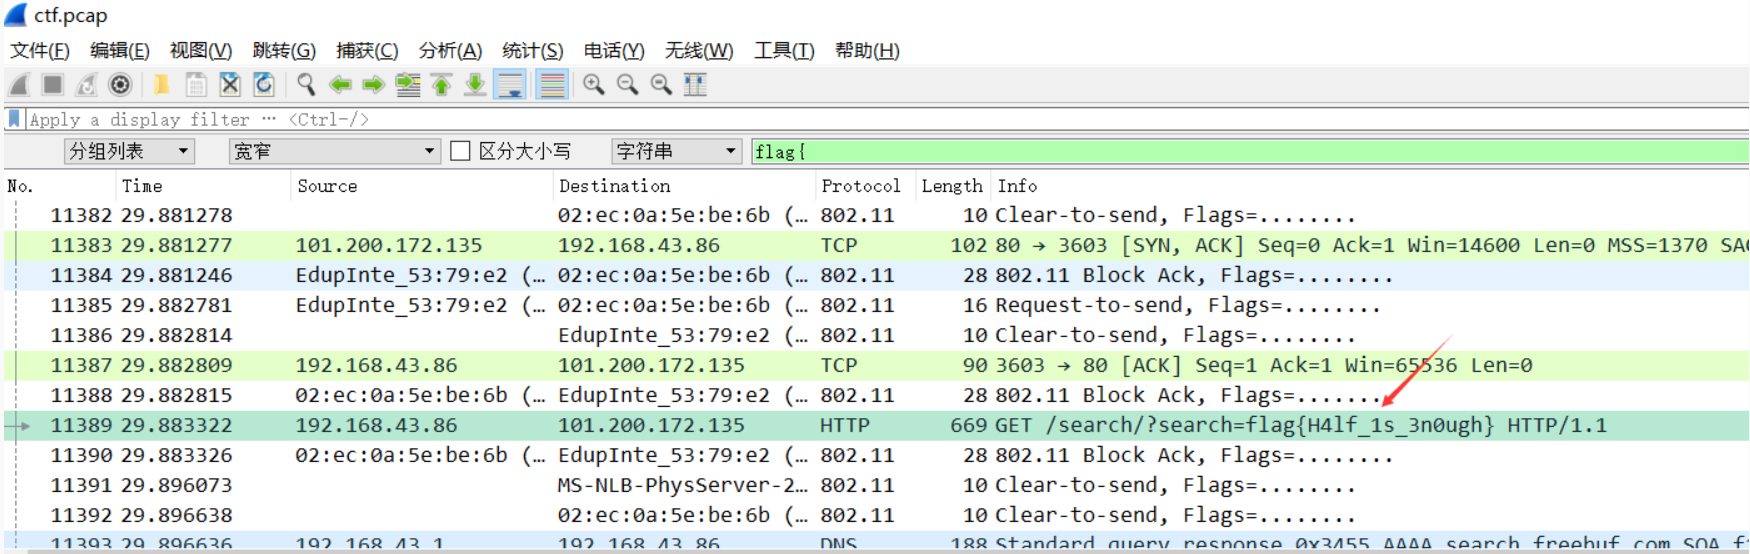 ctf.pcap
文件(F) 编辑(E) 视图(V) 跳转(G) 捕获(C) 分析(A) 统计(S) 电话(Y) 无线(W) 工具(T) 帮助(H)
Apply a display filter … <Ctrl-/>
分组列表 宽窄 区分大小写 字符串 flag{
No. Time Source Destination Protocol Length Info
11382 29.881278 02:ec:0a:5e:be:6b (… 802.11 10 Clear-to-send, Flags=........
11383 29.881277 101.200.172.135 192.168.43.86 TCP 102 80 → 3603 [SYN, ACK] Seq=0 Ack=1 Win=14600 Len=0 MSS=1370 SAC
11384 29.881246 EdupInte_53:79:e2 (… 02:ec:0a:5e:be:6b (… 802.11 28 802.11 Block Ack, Flags=........
11385 29.882781 EdupInte_53:79:e2 (… 02:ec:0a:5e:be:6b (… 802.11 16 Request-to-send, Flags=........
11386 29.882814 EdupInte_53:79:e2 (… 802.11 10 Clear-to-send, Flags=........
11387 29.882809 192.168.43.86 101.200.172.135 TCP 90 3603 → 80 [ACK] Seq=1 Ack=1 Win=65536 Len=0
11388 29.882815 02:ec:0a:5e:be:6b (… EdupInte_53:79:e2 (… 802.11 28 802.11 Block Ack, Flags=........
11389 29.883322 192.168.43.86 101.200.172.135 HTTP 669 GET /search/?search=flag{H4lf_1s_3n0ugh} HTTP/1.1
11390 29.883326 02:ec:0a:5e:be:6b (… EdupInte_53:79:e2 (… 802.11 28 802.11 Block Ack, Flags=........
11391 29.896073 MS-NLB-PhysServer-2… 802.11 10 Clear-to-send, Flags=........
11392 29.896638 02:ec:0a:5e:be:6b (… 802.11 10 Clear-to-send, Flags=........
11393 29.896636 192.168.43.1 192.168.43.86 DNS 188 Standard query response 0x3455 AAAA search.freebuf.com SOA